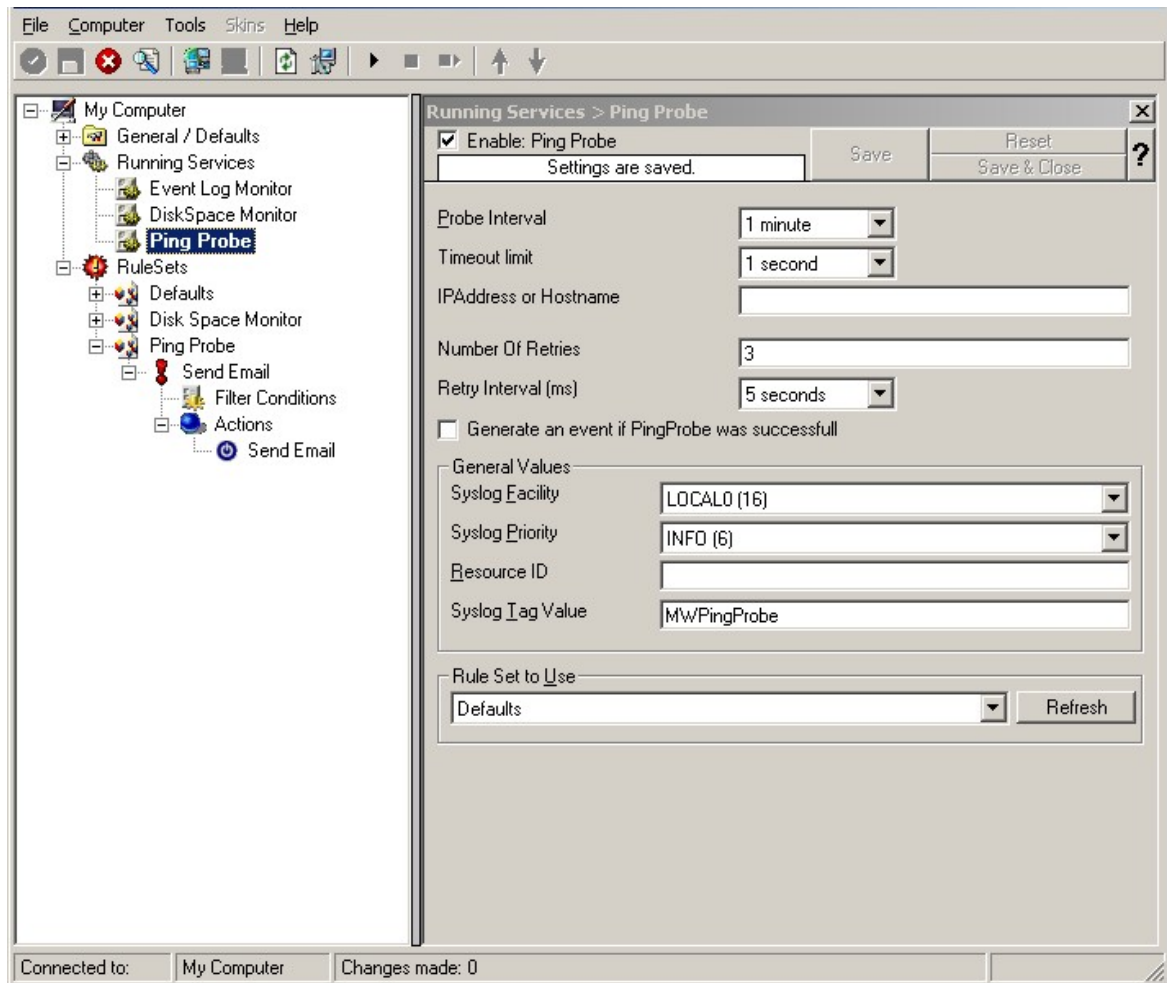 File Computer Tools Skins Help
My Computer
General / Defaults
Running Services
Event Log Monitor
DiskSpace Monitor
Ping Probe
RuleSets
Defaults
Disk Space Monitor
Ping Probe
Send Email
Filter Conditions
Actions
Send Email
Running Services > Ping Probe
Enable: Ping Probe
Settings are saved.
Save
Reset
Save & Close
?
Probe Interval 1 minute
Timeout limit 1 second
IPAddress or Hostname
Number Of Retries 3
Retry Interval (ms) 5 seconds
Generate an event if PingProbe was successfull
General Values
Syslog Facility LOCAL0 (16)
Syslog Priority INFO (6)
Resource ID
Syslog Tag Value MWPingProbe
Rule Set to Use
Defaults Refresh
Connected to: My Computer Changes made: 0